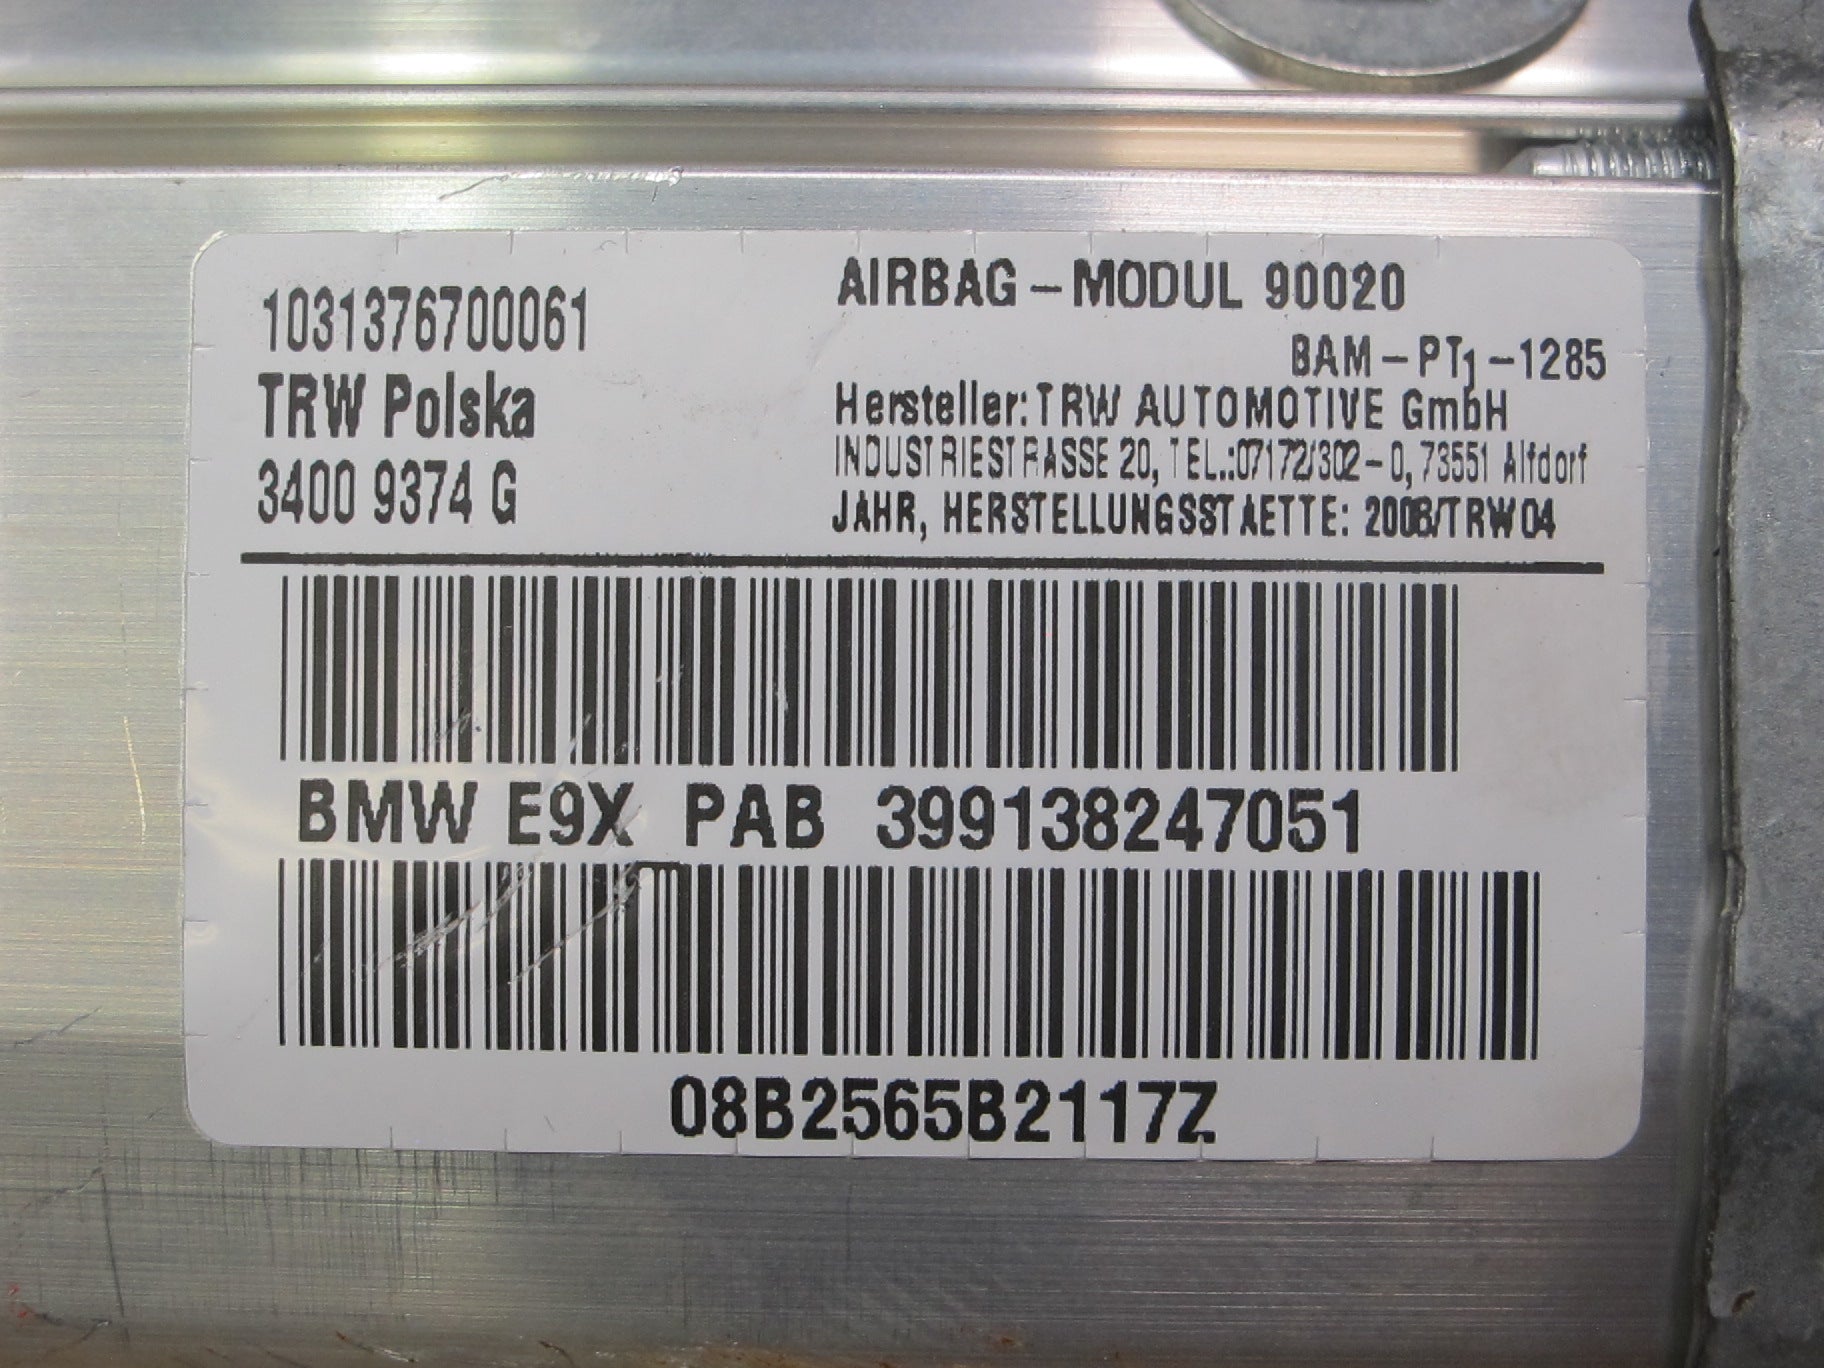 1031376700061
TRW Polska
3400 9374 G
AIRBAG – MODUL 90020
BAM – PT1 – 1285
Hersteller: TRW AUTOMOTIVE GmbH
INDUSTRIESTRASSE 20, TEL.:07172/302 – 0, 73551 Alfdorf
JAHR, HERSTELLUNGSSTAETTE: 2008/TRW04
BMW E9X PAB 399138247051
08B2565B2117Z